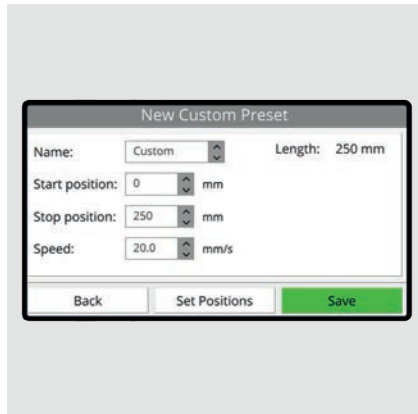 New Custom Preset
Name: Custom Length: 250 mm
Start position: 0 mm
Stop position: 250 mm
Speed: 20.0 mm/s
Back Set Positions Save